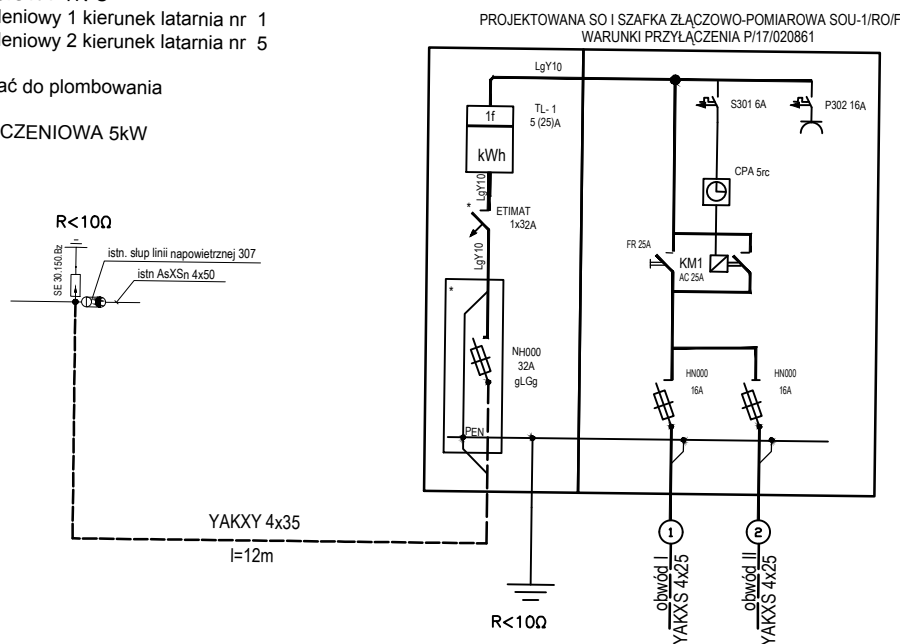 leniowy 1 kierunek latarnia nr 1
leniowy 2 kierunek latarnia nr 5
ać do plombowania
CZENIOWA 5kW
PROJEKTOWANA SO I SZAFKA ZŁĄCZOWO-POMIAROWA SOU-1/RO/F
WARUNKI PRZYŁĄCZENIA P/17/020861
LgY10
1f
kWh
TL- 1
5 (25)A
LgY10
*
ETIMAT
1x32A
LgY10
*
NH000
32A
gLGg
PEN
S301 6A
P302 16A
CPA 5rc
FR 25A
KM1
AC 25A
HN000
16A
HN000
16A
R<10Ω
SE 30.150.Bz
istn. słup linii napowietrznej 307
istn AsXSn 4x50
YAKXY 4x35
l=12m
R<10Ω
1
2
obwód I
YAKXS 4x25
obwód II
YAKXS 4x25